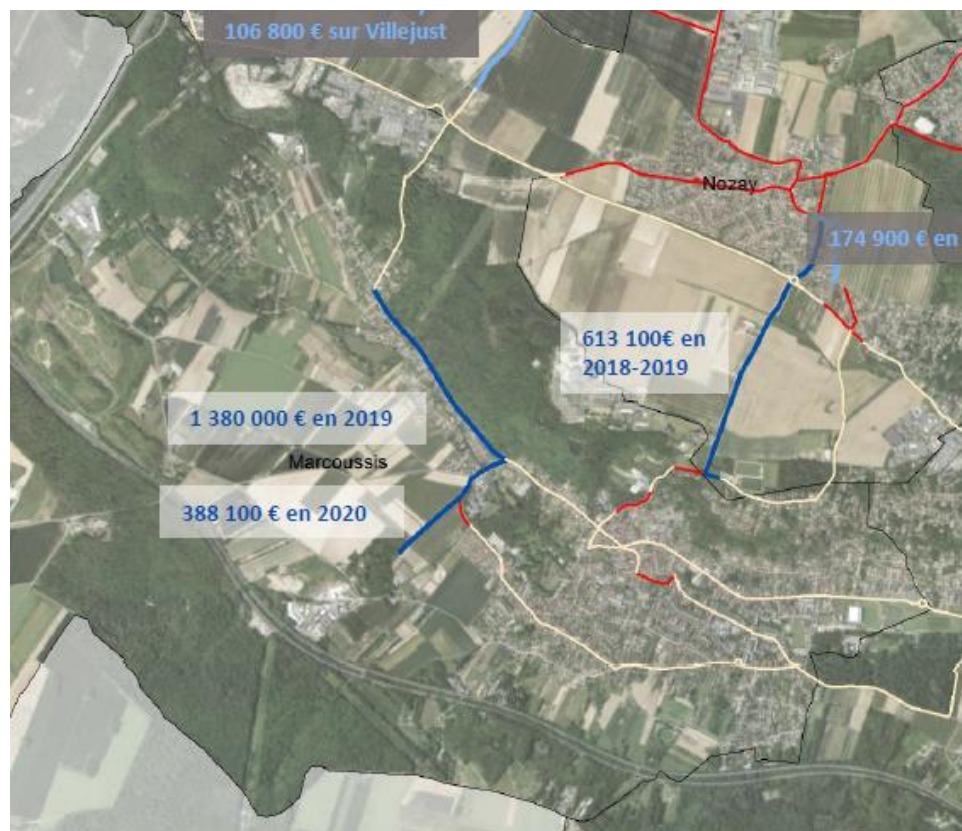 106 800 € sur Villejust
Nozay
174 900 € en
613 100€ en
2018-2019
1 380 000 € en 2019
Marcoussis
388 100 € en 2020